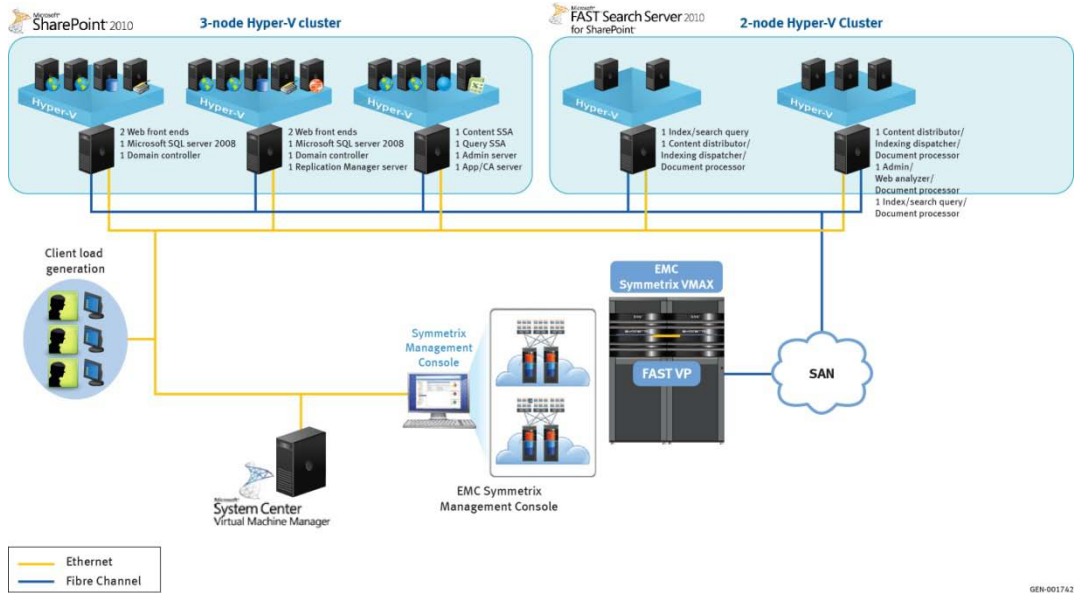 Microsoft
SharePoint 2010
3-node Hyper-V cluster
Microsoft
FAST Search Server 2010
for SharePoint
2-node Hyper-V Cluster
Hyper-V
Hyper-V
Hyper-V
Hyper-V
Hyper-V
2 Web front ends
1 Microsoft SQL server 2008
1 Domain controller
2 Web front ends
1 Microsoft SQL server 2008
1 Domain controller
1 Replication Manager server
1 Content SSA
1 Query SSA
1 Admin server
1 App/CA server
1 Index/search query
1 Content distributor/
Indexing dispatcher/
Document processor
1 Content distributor/
Indexing dispatcher/
Document processor
1 Admin/
Web analyzer/
Document processor
1 Index/search query/
Document processor
Client load
generation
EMC
Symmetrix VMAX
Symmetrix
Management
Console
FAST VP
SAN
EMC Symmetrix
Management Console
Microsoft
System Center
Virtual Machine Manager
Ethernet
Fibre Channel
GEN-001742